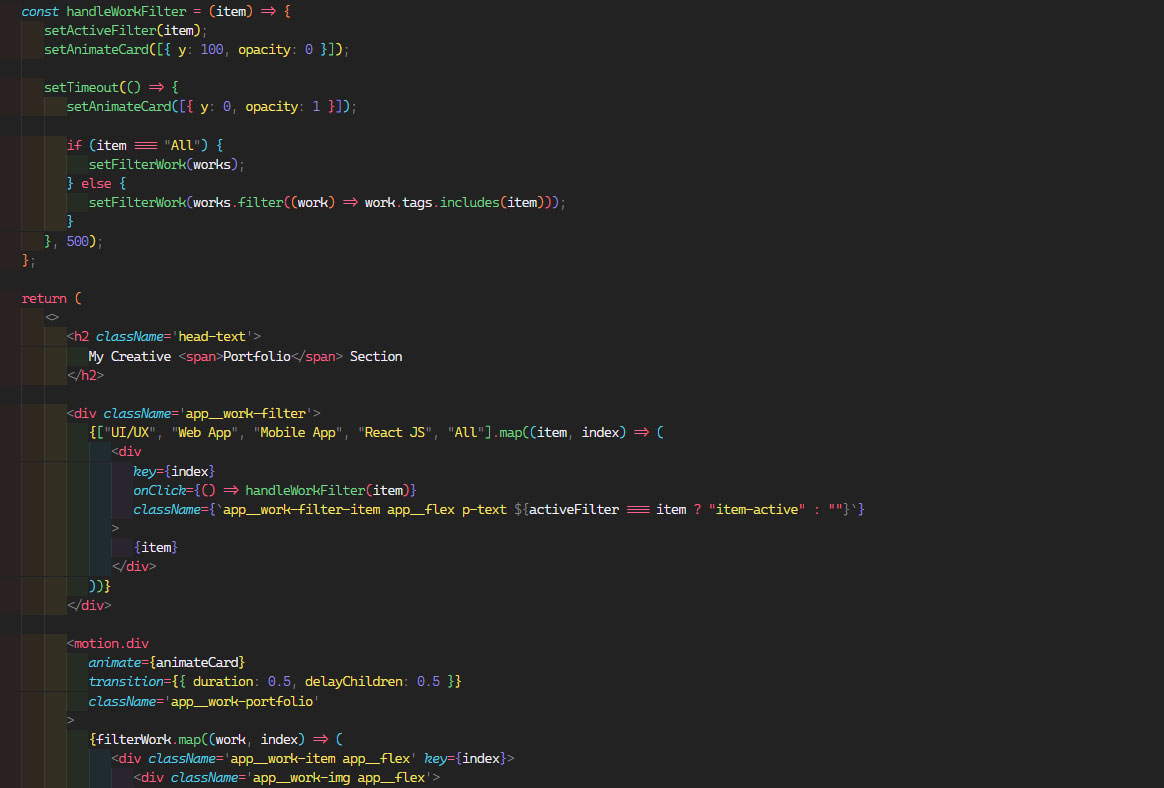 const handleWorkFilter = (item) => {
setActiveFilter(item);
setAnimateCard([{ y: 100, opacity: 0 }]);
setTimeout(() => {
setAnimateCard([{ y: 0, opacity: 1 }]);
if (item === "All") {
setFilterWork(works);
} else {
setFilterWork(works.filter((work) => work.tags.includes(item)));
}
}, 500);
};
return (
<>
<h2 className='head-text'>
My Creative <span>Portfolio</span> Section
</h2>
<div className='app__work-filter'>
{["UI/UX", "Web App", "Mobile App", "React JS", "All"].map((item, index) => (
<div
key={index}
onClick={() => handleWorkFilter(item)}
className={`app__work-filter-item app__flex p-text ${activeFilter === item ? "item-active" : ""}`}
>
{item}
</div>
))}
</div>
<motion.div
animate={animateCard}
transition={{ duration: 0.5, delayChildren: 0.5 }}
className='app__work-portfolio'
>
{filterWork.map((work, index) => (
<div className='app__work-item app__flex' key={index}>
<div className='app__work-img app__flex'>